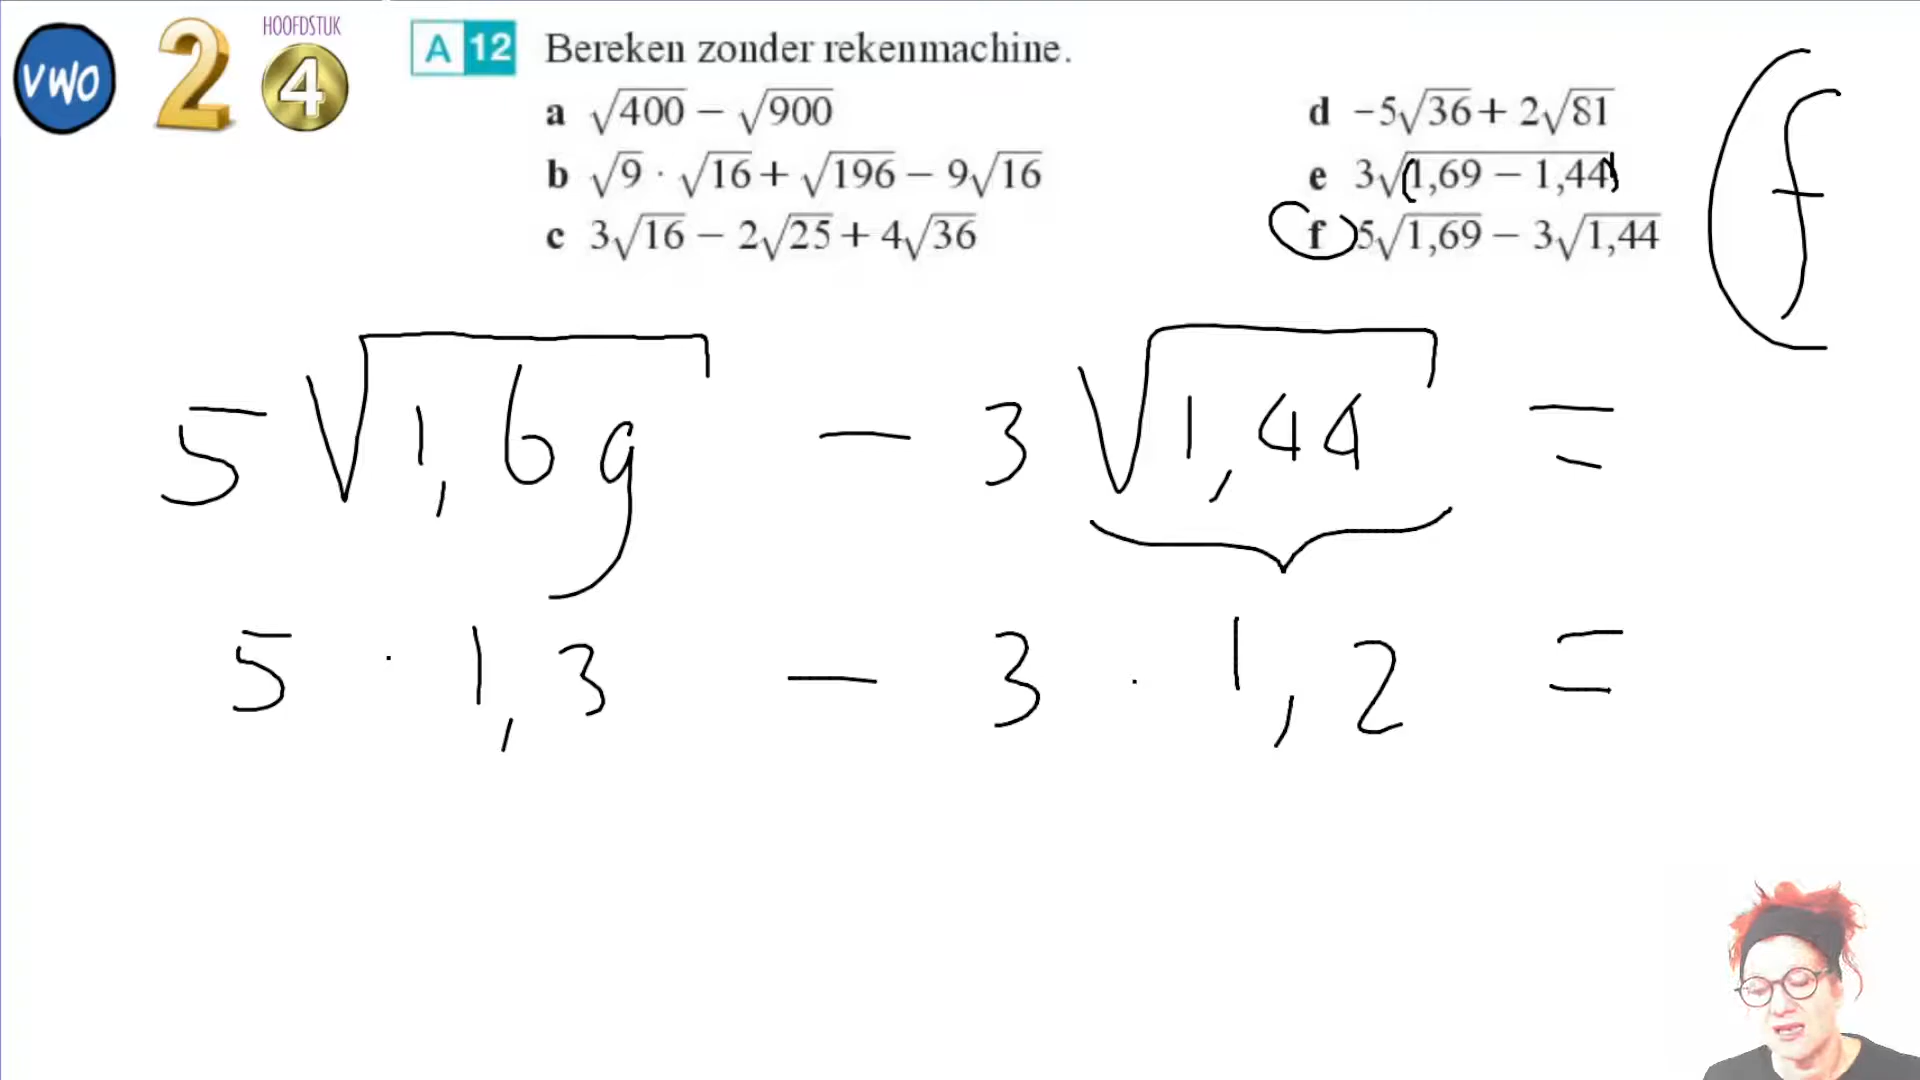 VWO 2 HOOFDSTUK 4
A 12 Bereken zonder rekenmachine.
a √400 − √900
b √9 · √16 + √196 − 9√16
c 3√16 − 2√25 + 4√36
d −5√36 + 2√81
e 3√(1,69 − 1,44)
f 5√1,69 − 3√1,44
f
5√1,69 − 3√1,44 =
5 · 1,3 − 3 · 1,2 =